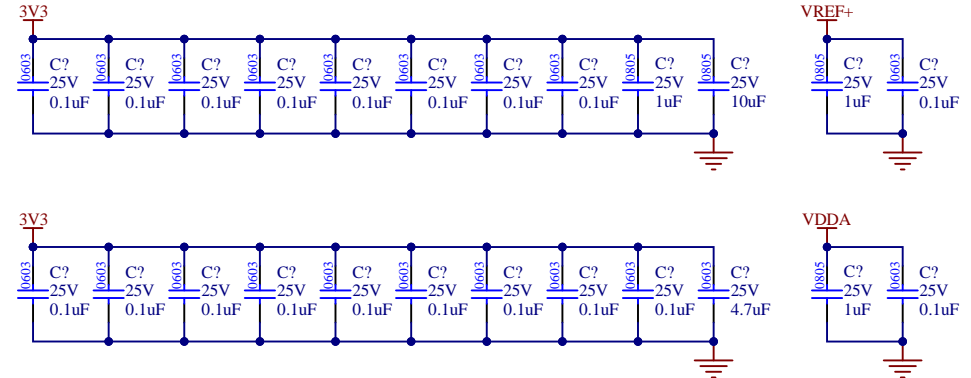 3V3 VREF+
0603 0603 0603 0603 0603 0603 0603 0603 0805 0805 0805 0603
C? C? C? C? C? C? C? C? C? C? C? C?
25V 25V 25V 25V 25V 25V 25V 25V 25V 25V 25V 25V
0.1uF 0.1uF 0.1uF 0.1uF 0.1uF 0.1uF 0.1uF 0.1uF 1uF 10uF 1uF 0.1uF
3V3 VDDA
0603 0603 0603 0603 0603 0603 0603 0603 0603 0603 0805 0603
C? C? C? C? C? C? C? C? C? C? C? C?
25V 25V 25V 25V 25V 25V 25V 25V 25V 25V 25V 25V
0.1uF 0.1uF 0.1uF 0.1uF 0.1uF 0.1uF 0.1uF 0.1uF 0.1uF 4.7uF 1uF 0.1uF